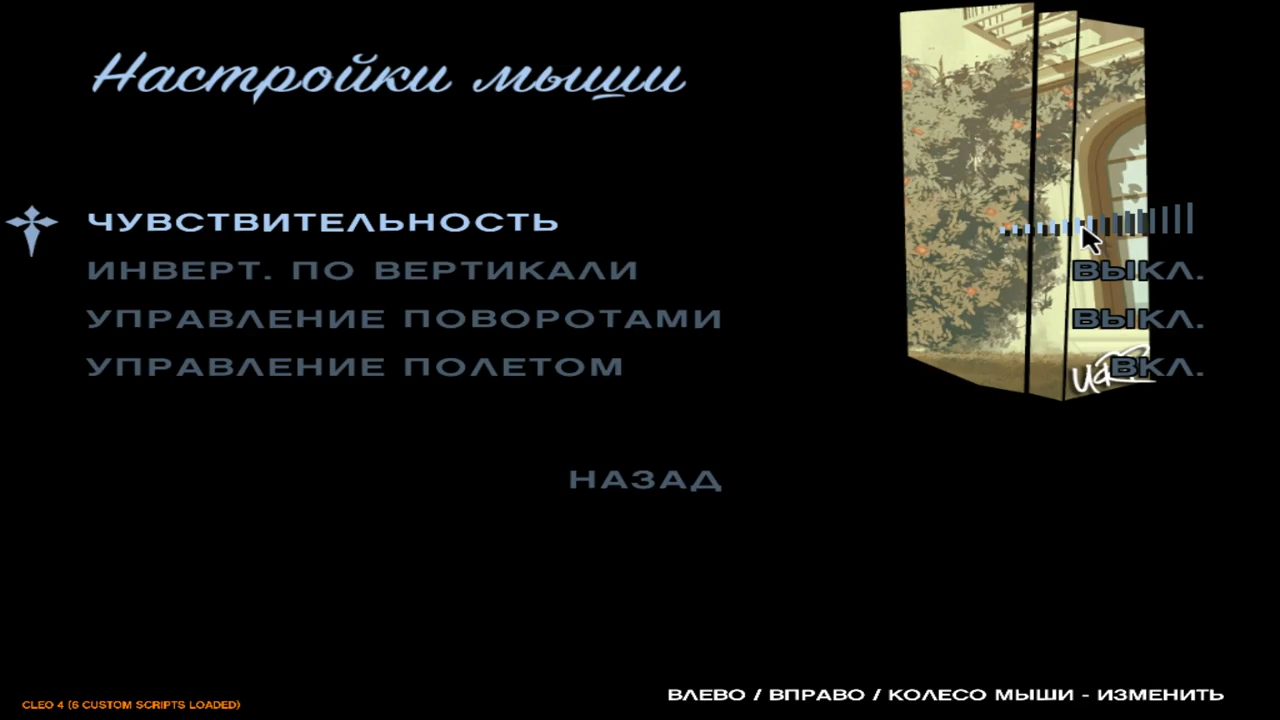 Настройки мыши
ЧУВСТВИТЕЛЬНОСТЬ
ИНВЕРТ. ПО ВЕРТИКАЛИ ВЫКЛ.
УПРАВЛЕНИЕ ПОВОРОТАМИ ВЫКЛ.
УПРАВЛЕНИЕ ПОЛЕТОМ ВКЛ.
НАЗАД
ВЛЕВО / ВПРАВО / КОЛЕСО МЫШИ - ИЗМЕНИТЬ
CLEO 4 (6 CUSTOM SCRIPTS LOADED)